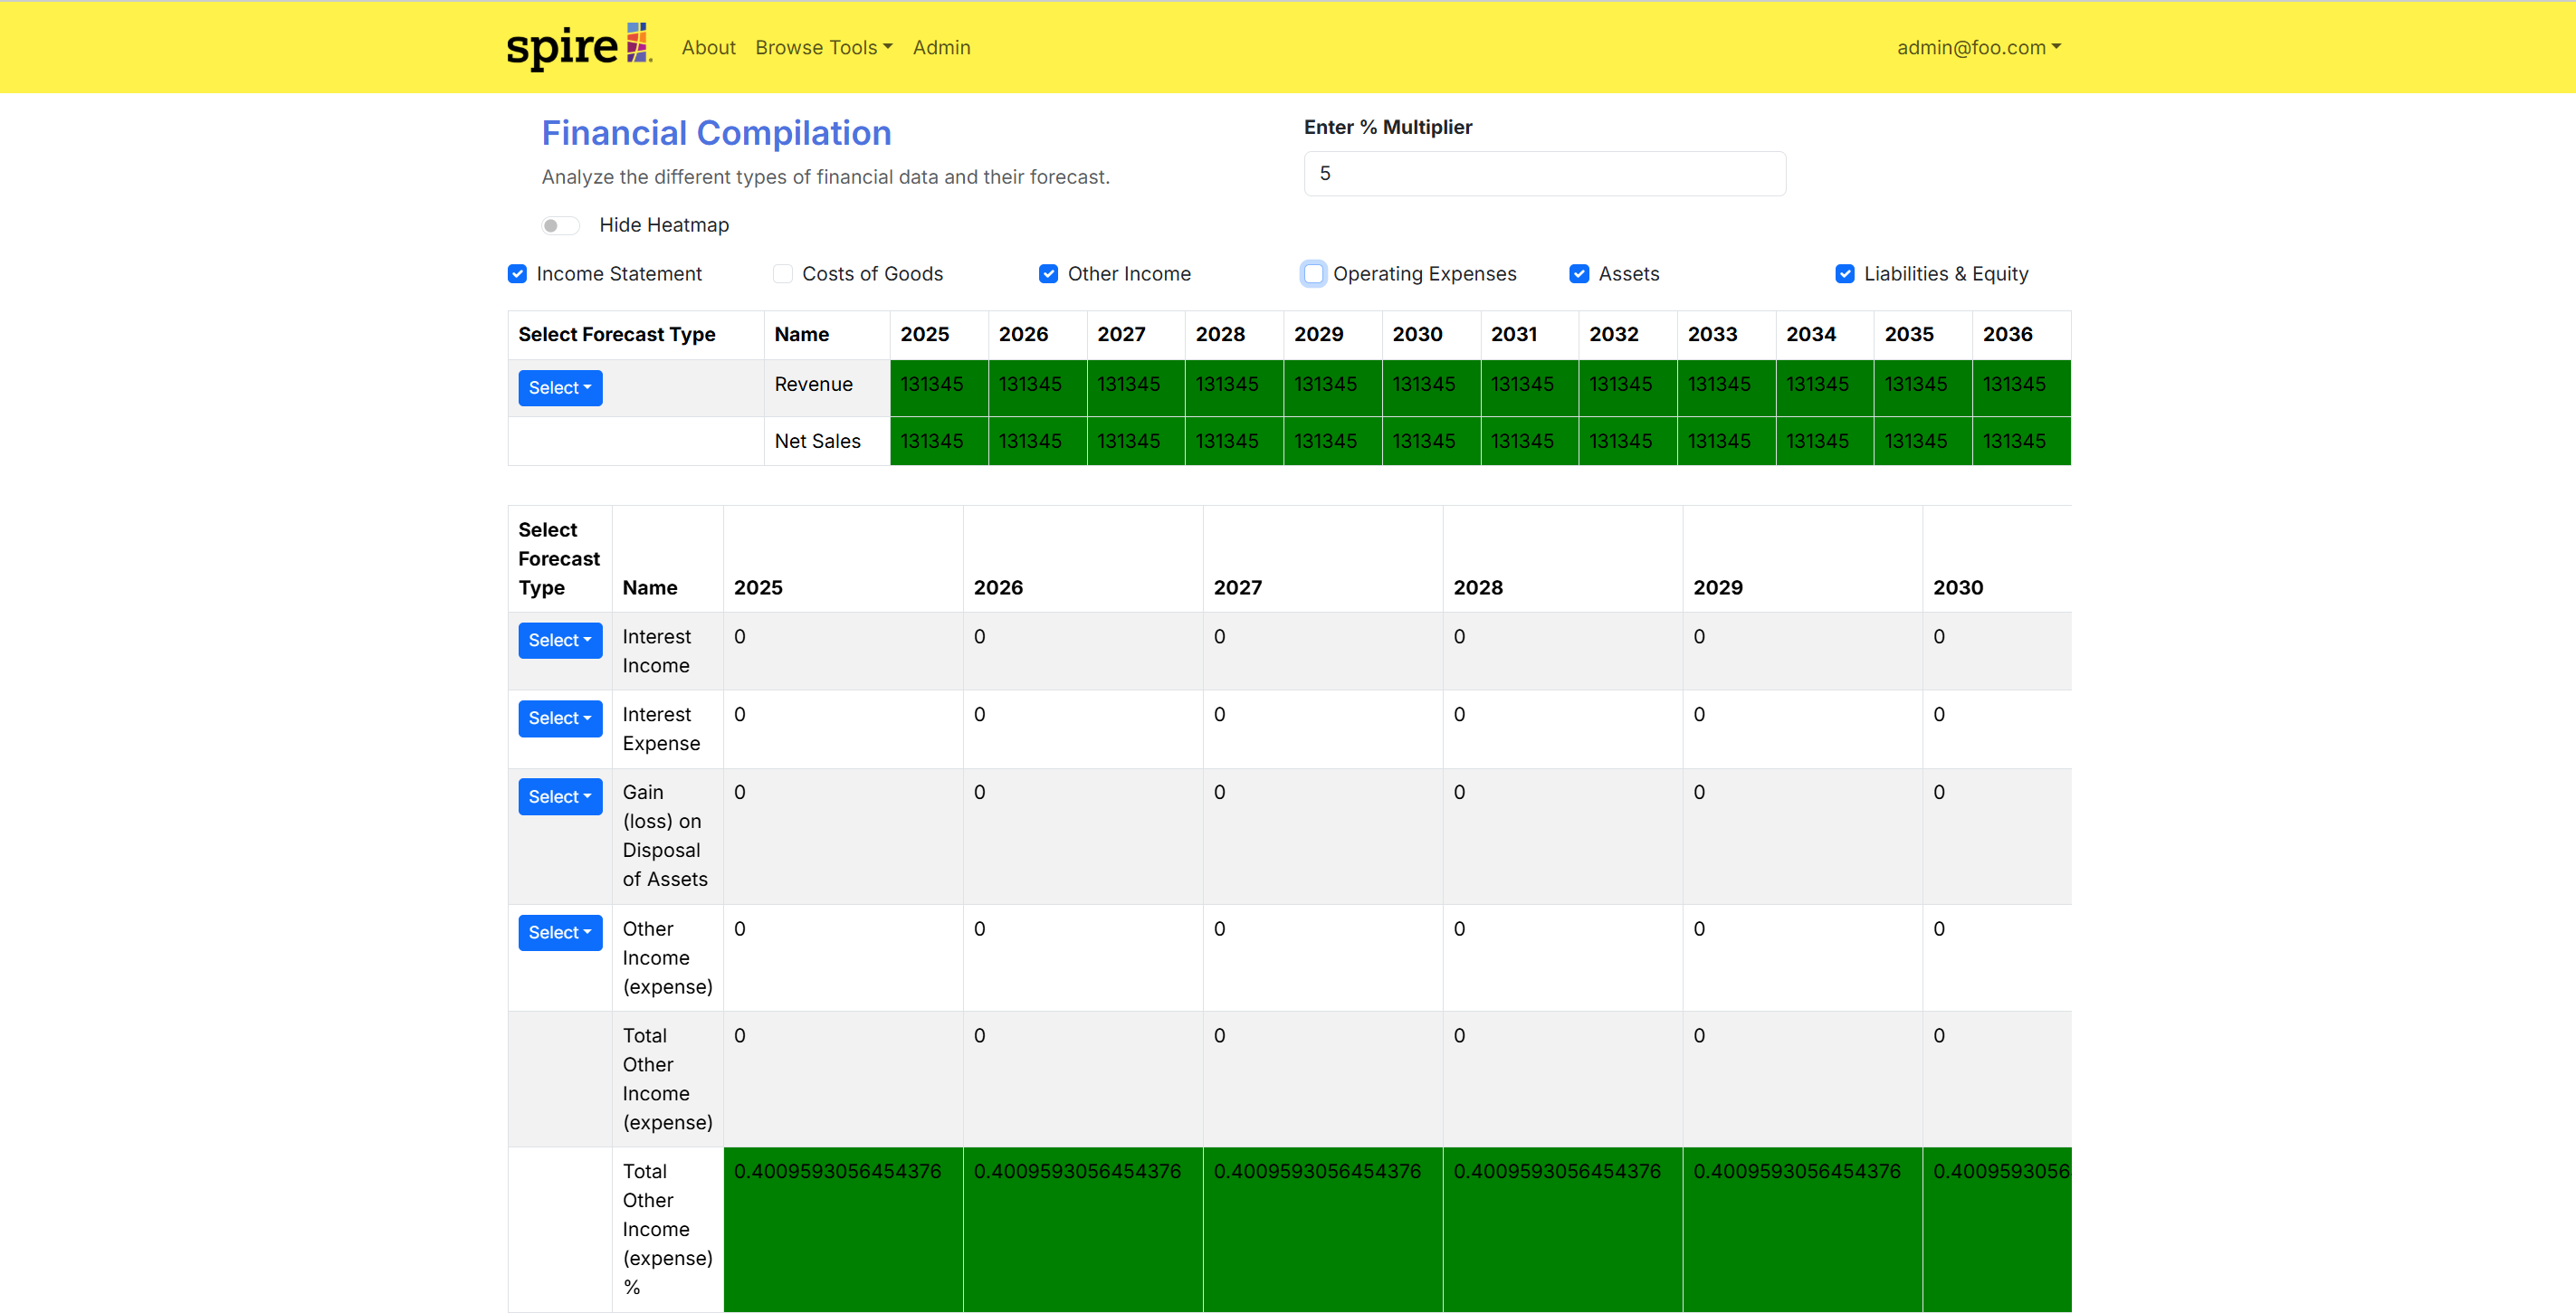 spire
About Browse Tools Admin admin@foo.com
Financial Compilation
Enter % Multiplier
Analyze the different types of financial data and their forecast.
5
Hide Heatmap
Income Statement Costs of Goods Other Income Operating Expenses Assets Liabilities & Equity
Select Forecast Type Name 2025 2026 2027 2028 2029 2030 2031 2032 2033 2034 2035 2036
Select Revenue 131345 131345 131345 131345 131345 131345 131345 131345 131345 131345 131345 131345
Net Sales 131345 131345 131345 131345 131345 131345 131345 131345 131345 131345 131345 131345
Select
Forecast
Type Name 2025 2026 2027 2028 2029 2030
Select Interest 0 0 0 0 0 0
Income
Select Interest 0 0 0 0 0 0
Expense
Select Gain 0 0 0 0 0 0
(loss) on
Disposal
of Assets
Select Other 0 0 0 0 0 0
Income
(expense)
Total 0 0 0 0 0 0
Other
Income
(expense)
Total 0.4009593056454376 0.4009593056454376 0.4009593056454376 0.4009593056454376 0.4009593056454376 0.4009593056
Other
Income
(expense)
%